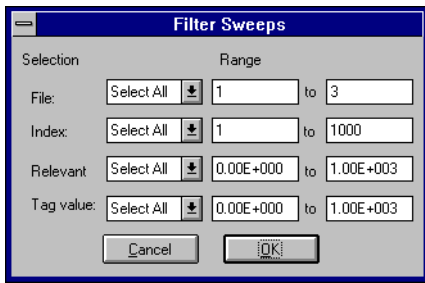 Filter Sweeps
Selection Range
File: Select All 1 to 3
Index: Select All 1 to 1000
Relevant Select All 0.00E+000 to 1.00E+003
Tag value: Select All 0.00E+000 to 1.00E+003
Cancel OK